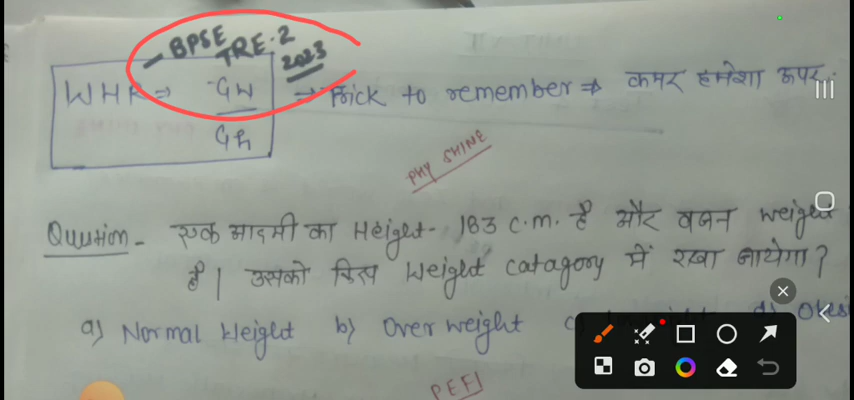 BPSE TRE-2
2023
WHR ⇒ GW → Trick to remember ⇒ कमर हमेशा ऊपर
Gh
PHY SHINE
Question - एक आदमी का Height - 163 c.m. है और वजन weight
है। उसको किस Weight catagory में रखा जायेगा?
a) Normal Weight b) Over weight c)
PEFI